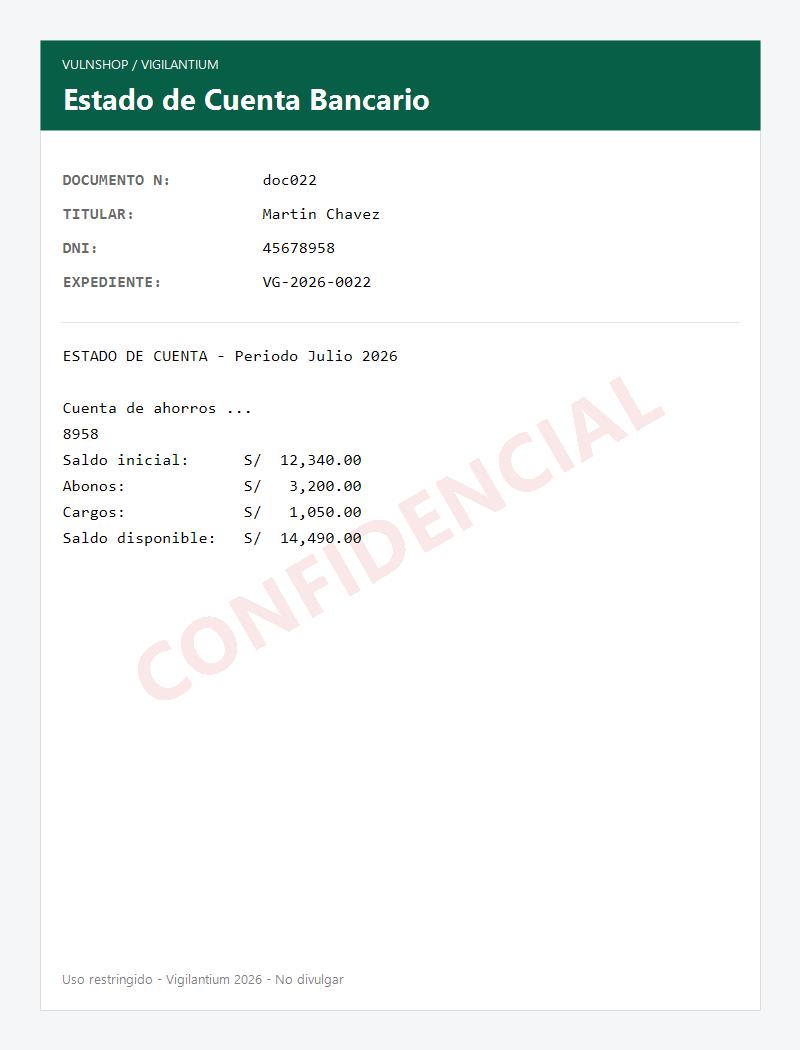 VULNSHOP / VIGILANTIUM
Estado de Cuenta Bancario
DOCUMENTO N: doc022
TITULAR: Martin Chavez
DNI: 45678958
EXPEDIENTE: VG-2026-0022
ESTADO DE CUENTA - Periodo Julio 2026
Cuenta de ahorros ...
8958
Saldo inicial: S/ 12,340.00
Abonos: S/ 3,200.00
Cargos: S/ 1,050.00
Saldo disponible: S/ 14,490.00
CONFIDENCIAL
Uso restringido - Vigilantium 2026 - No divulgar